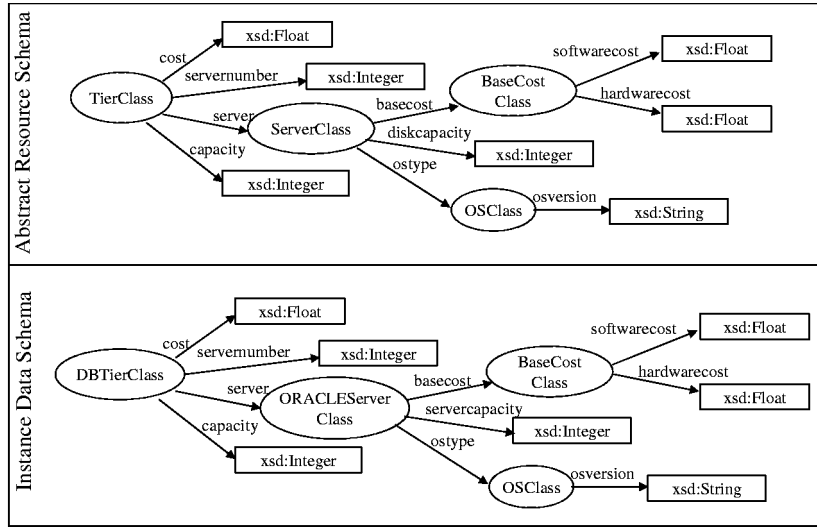 Abstract Resource Schema
xsd:Float
cost
servernumber
xsd:Integer
TierClass
server
ServerClass
capacity
xsd:Integer
basecost
BaseCost
Class
softwarecost
xsd:Float
hardwarecost
xsd:Float
diskcapacity
xsd:Integer
ostype
OSClass
osversion
xsd:String
Instance Data Schema
xsd:Float
cost
servernumber
xsd:Integer
DBTierClass
server
ORACLEServer
Class
capacity
xsd:Integer
basecost
BaseCost
Class
softwarecost
xsd:Float
hardwarecost
xsd:Float
servercapacity
xsd:Integer
ostype
OSClass
osversion
xsd:String